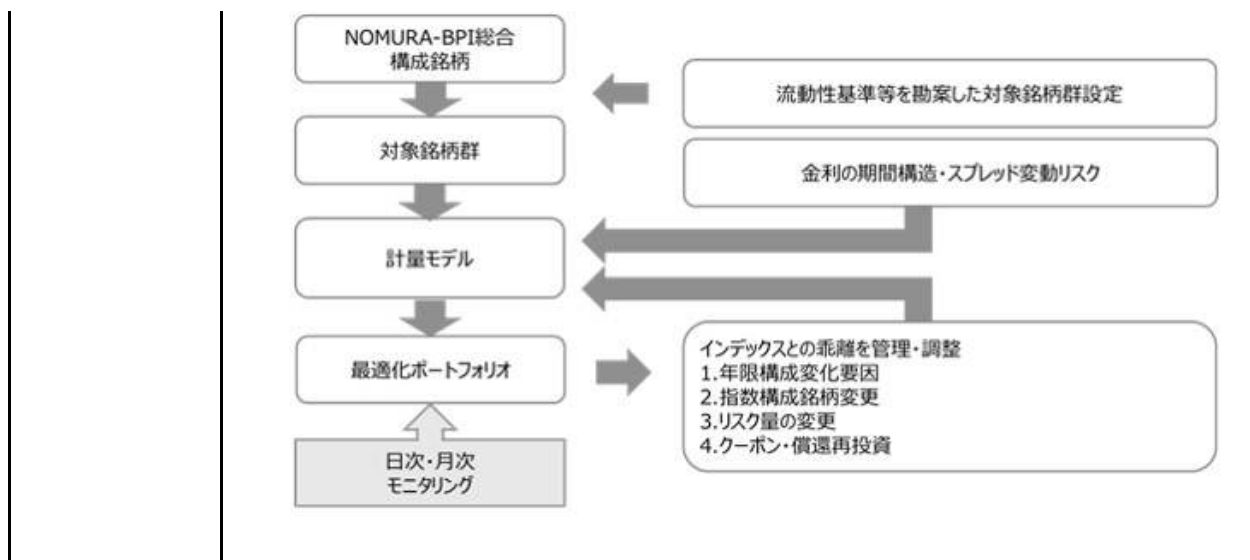 NOMURA-BPI総合
構成銘柄
流動性基準等を勘案した対象銘柄群設定
対象銘柄群
金利の期間構造・スプレッド変動リスク
計量モデル
最適化ポートフォリオ
インデックスとの乖離を管理・調整
1.年限構成変化要因
2.指数構成銘柄変更
3.リスク量の変更
4.クーポン・償還再投資
日次・月次
モニタリング